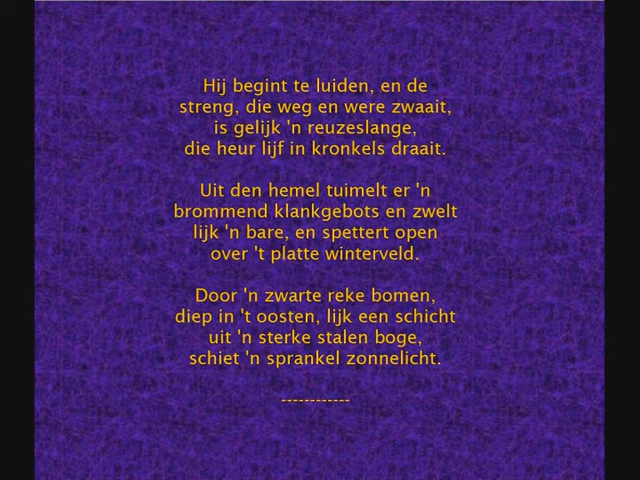 Hij begint te luiden, en de
streng, die weg en were zwaait,
is gelijk 'n reuzeslange,
die heur lijf in kronkels draait.
Uit den hemel tuimelt er 'n
brommend klankgebots en zwelt
lijk 'n bare, en spettert open
over 't platte winterveld.
Door 'n zwarte reke bomen,
diep in 't oosten, lijk een schicht
uit 'n sterke stalen boge,
schiet 'n sprankel zonnelicht.
------------